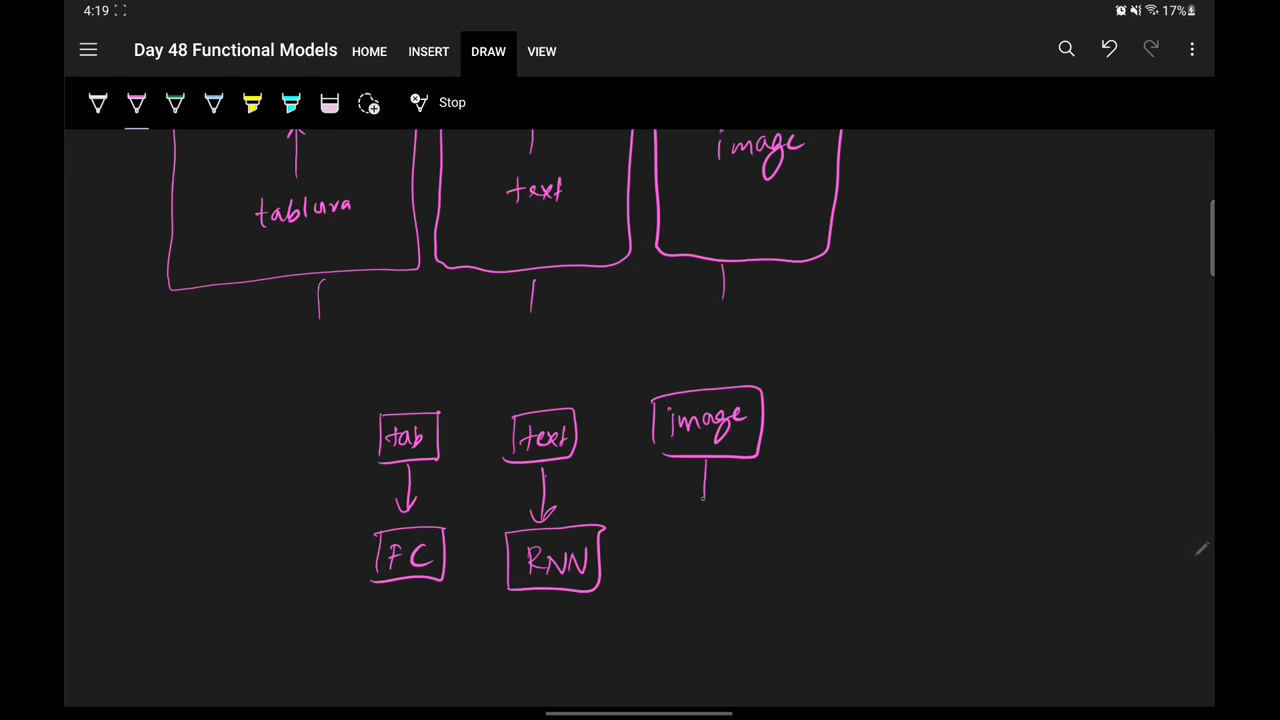 4:19 17%
Day 48 Functional Models HOME INSERT DRAW VIEW
Stop
image
text
tablura
tab text image
FC RNN